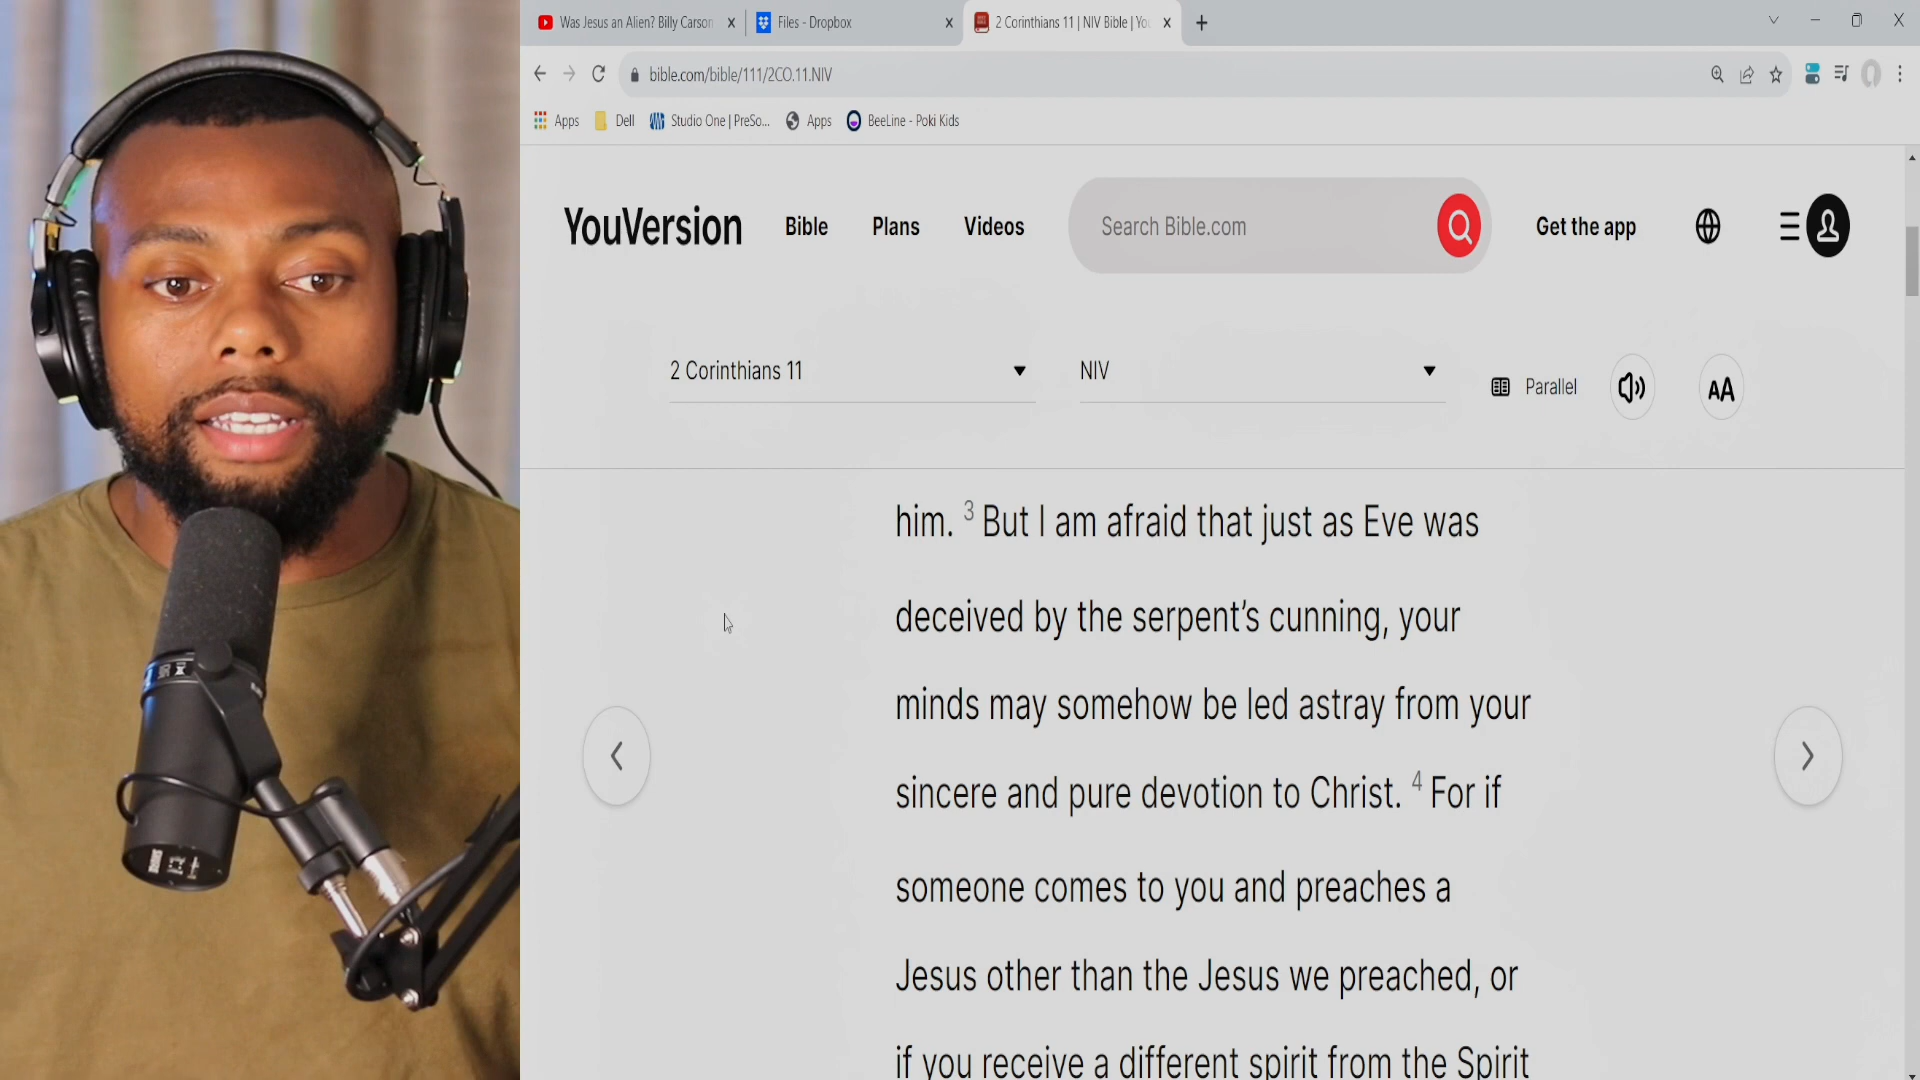 Was Jesus an Alien? Billy Carson
Files - Dropbox
2 Corinthians 11 | NIV Bible | You
bible.com/bible/111/2CO.11.NIV
Apps
Dell
Studio One | PreSo...
Apps
BeeLine - Poki Kids
YouVersion
Bible
Plans
Videos
Search Bible.com
Get the app
2 Corinthians 11
NIV
Parallel
AA
him. 3 But I am afraid that just as Eve was
deceived by the serpent’s cunning, your
minds may somehow be led astray from your
sincere and pure devotion to Christ. 4 For if
someone comes to you and preaches a
Jesus other than the Jesus we preached, or
if you receive a different spirit from the Spirit